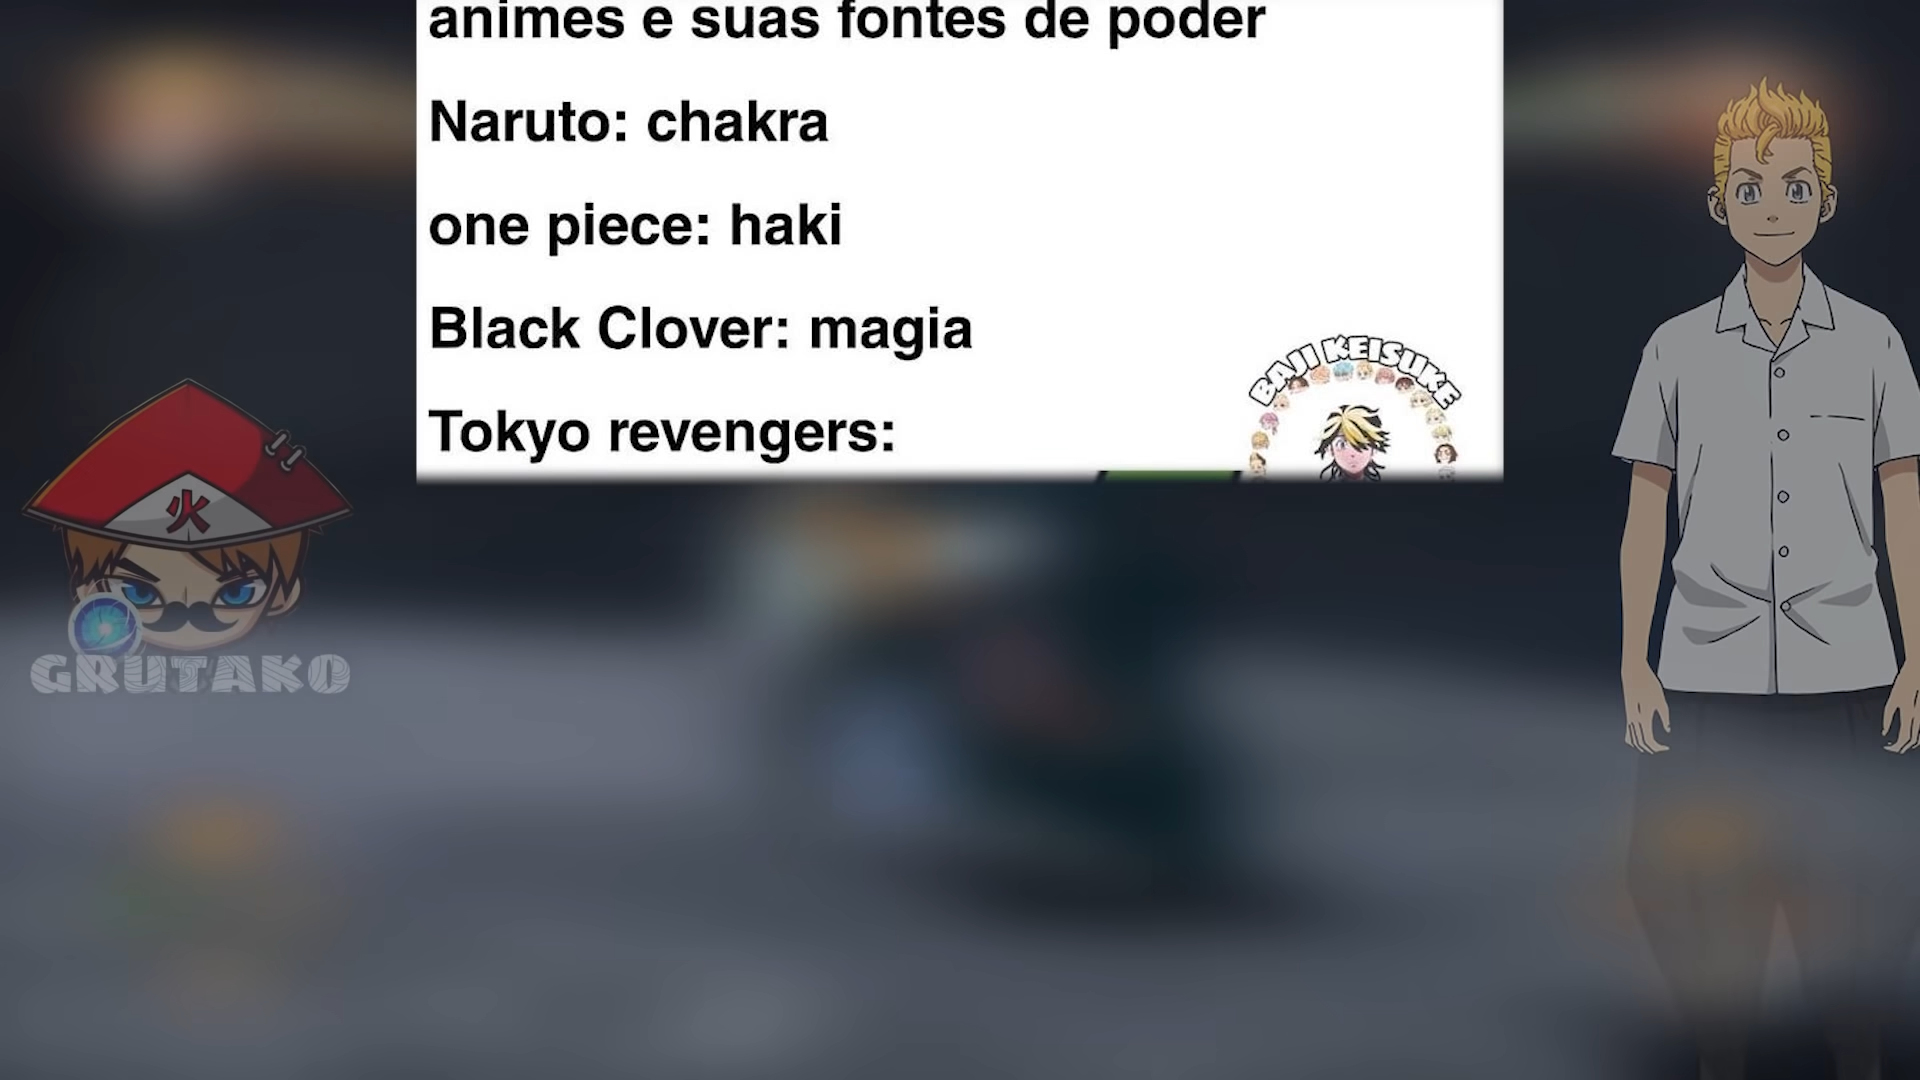 animes e suas fontes de poder
Naruto: chakra
one piece: haki
Black Clover: magia
BAJI KEISUKE
Tokyo revengers:
火
GRUTAKO